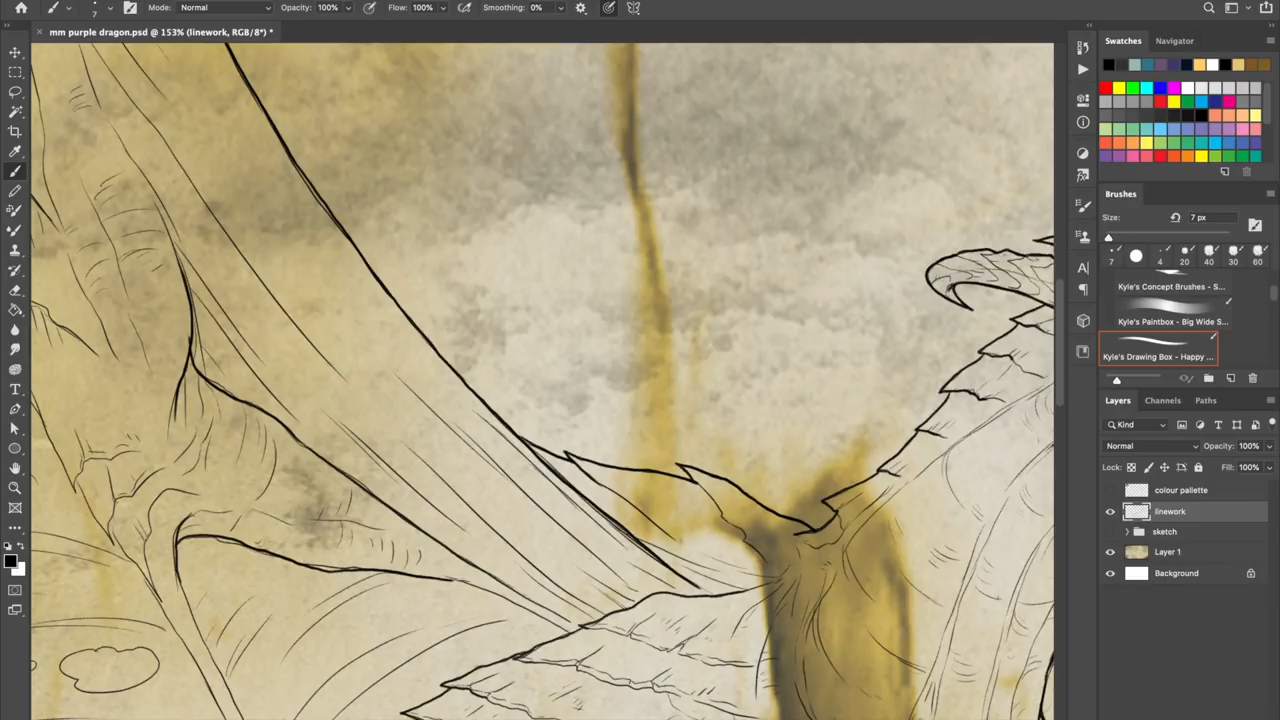 7 Mode: Normal Opacity: 100% Flow: 100% Smoothing: 0%
× mm purple dragon.psd @ 153% (linework, RGB/8*) *
Swatches Navigator
Brushes
Size: 7 px
7 4 20 40 30 60
Kyle's Concept Brushes - S...
Kyle's Paintbox - Big Wide S...
Kyle's Drawing Box - Happy ...
Layers Channels Paths
Kind
Normal Opacity: 100%
Lock: Fill: 100%
colour pallette
linework
sketch
Layer 1
Background